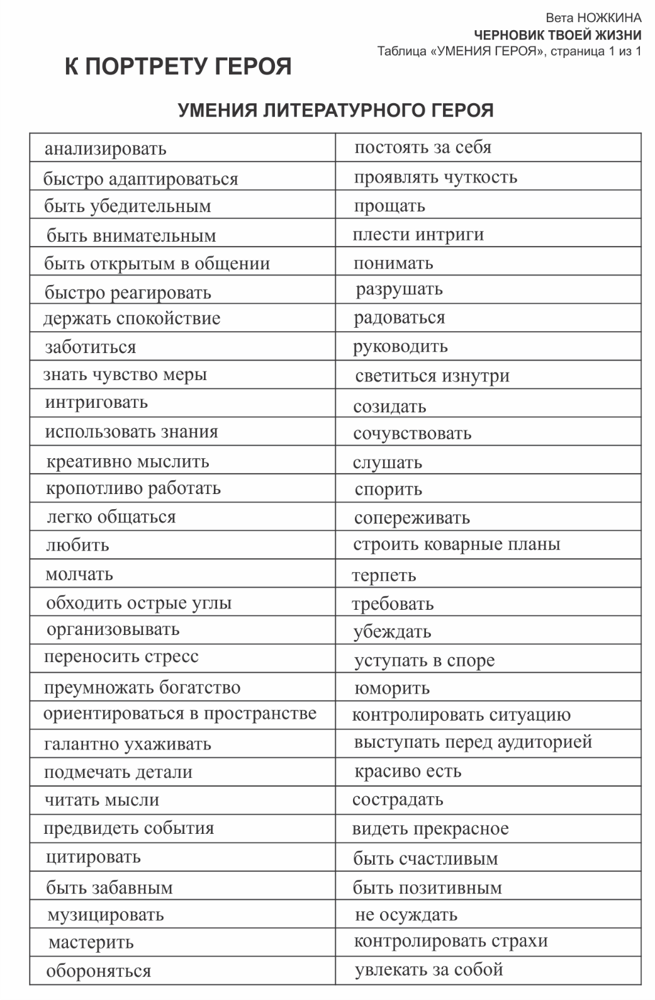 Вета НОЖКИНА
ЧЕРНОВИК ТВОЕЙ ЖИЗНИ
Таблица «УМЕНИЯ ГЕРОЯ», страница 1 из 1
К ПОРТРЕТУ ГЕРОЯ
УМЕНИЯ ЛИТЕРАТУРНОГО ГЕРОЯ
анализировать постоять за себя
быстро адаптироваться проявлять чуткость
быть убедительным прощать
быть внимательным плести интриги
быть открытым в общении понимать
быстро реагировать разрушать
держать спокойствие радоваться
заботиться руководить
знать чувство меры светиться изнутри
интриговать созидать
использовать знания сочувствовать
креативно мыслить слушать
кропотливо работать спорить
легко общаться сопереживать
любить строить коварные планы
молчать терпеть
обходить острые углы требовать
организовывать убеждать
переносить стресс уступать в споре
преумножать богатство юморить
ориентироваться в пространстве контролировать ситуацию
галантно ухаживать выступать перед аудиторией
подмечать детали красиво есть
читать мысли сострадать
предвидеть события видеть прекрасное
цитировать быть счастливым
быть забавным быть позитивным
музицировать не осуждать
мастерить контролировать страхи
обороняться увлекать за собой